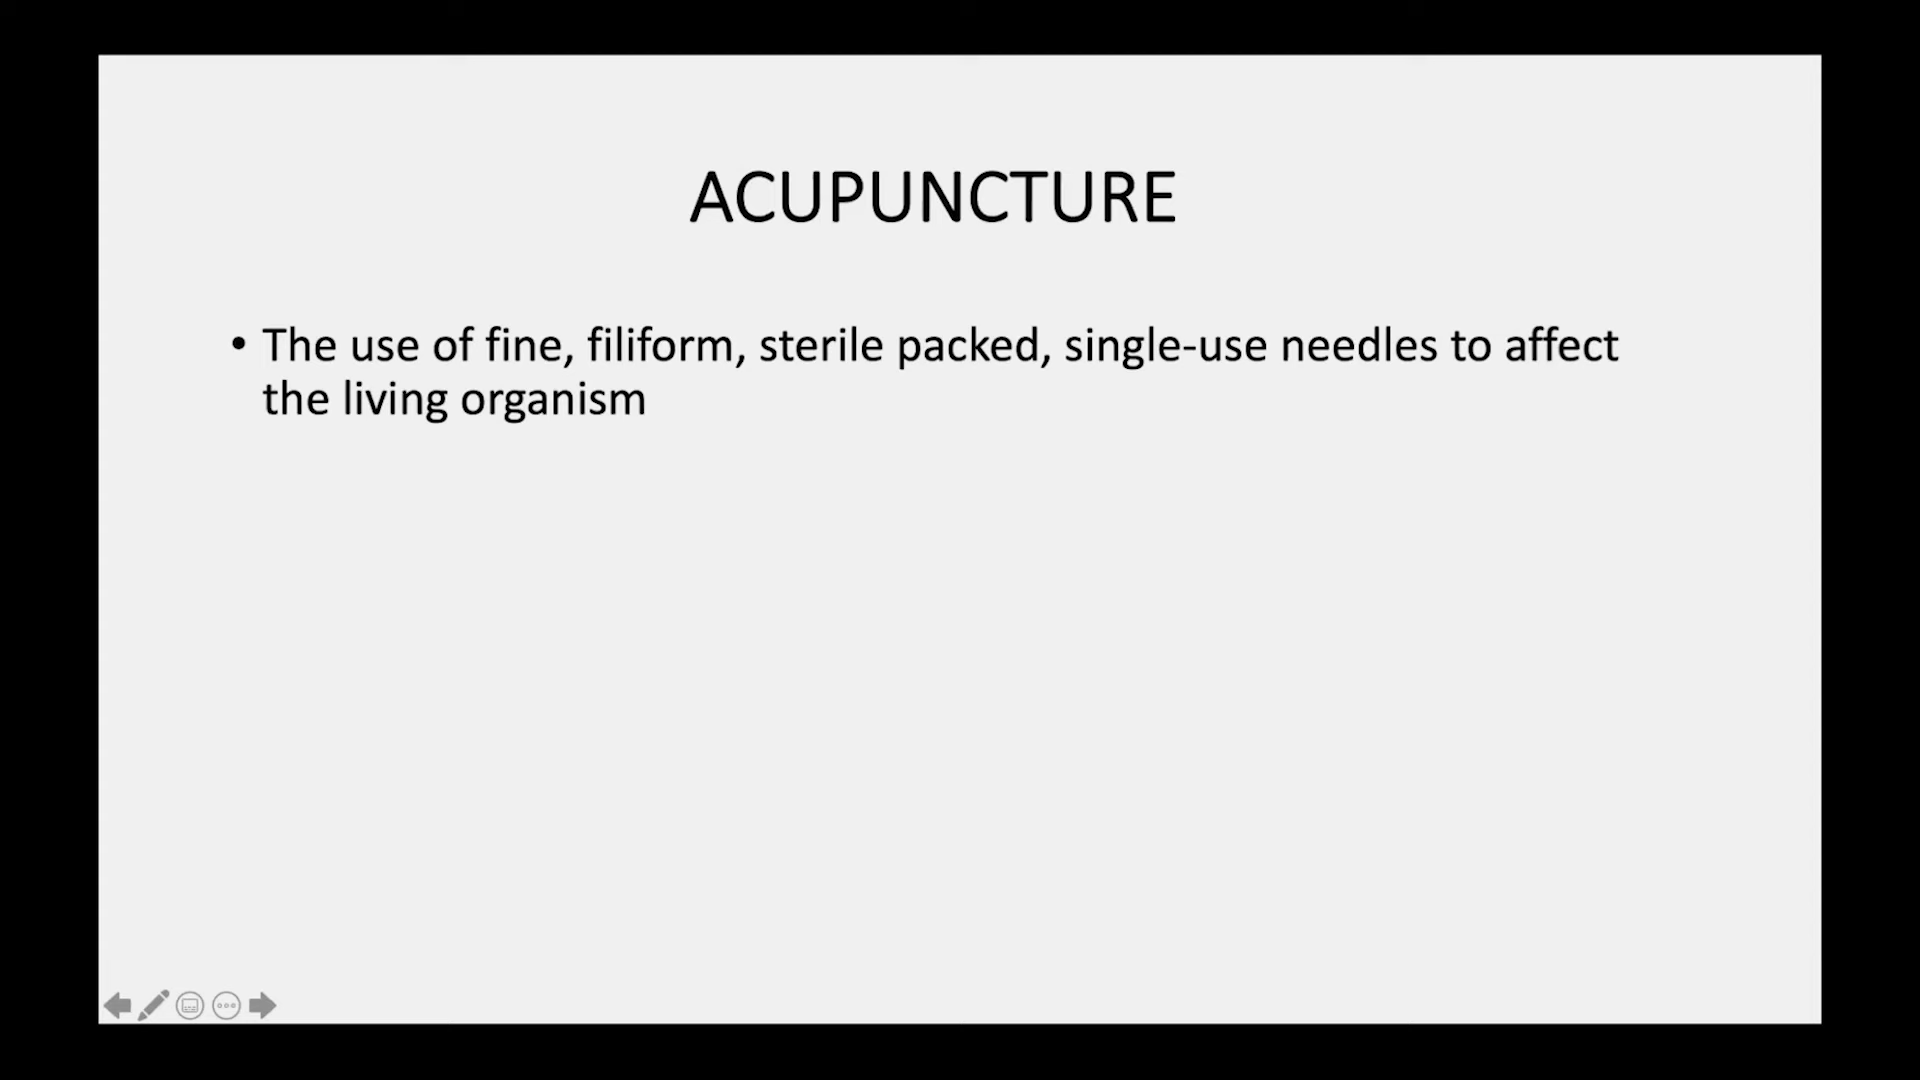 ACUPUNCTURE
• The use of fine, filiform, sterile packed, single-use needles to affect
the living organism